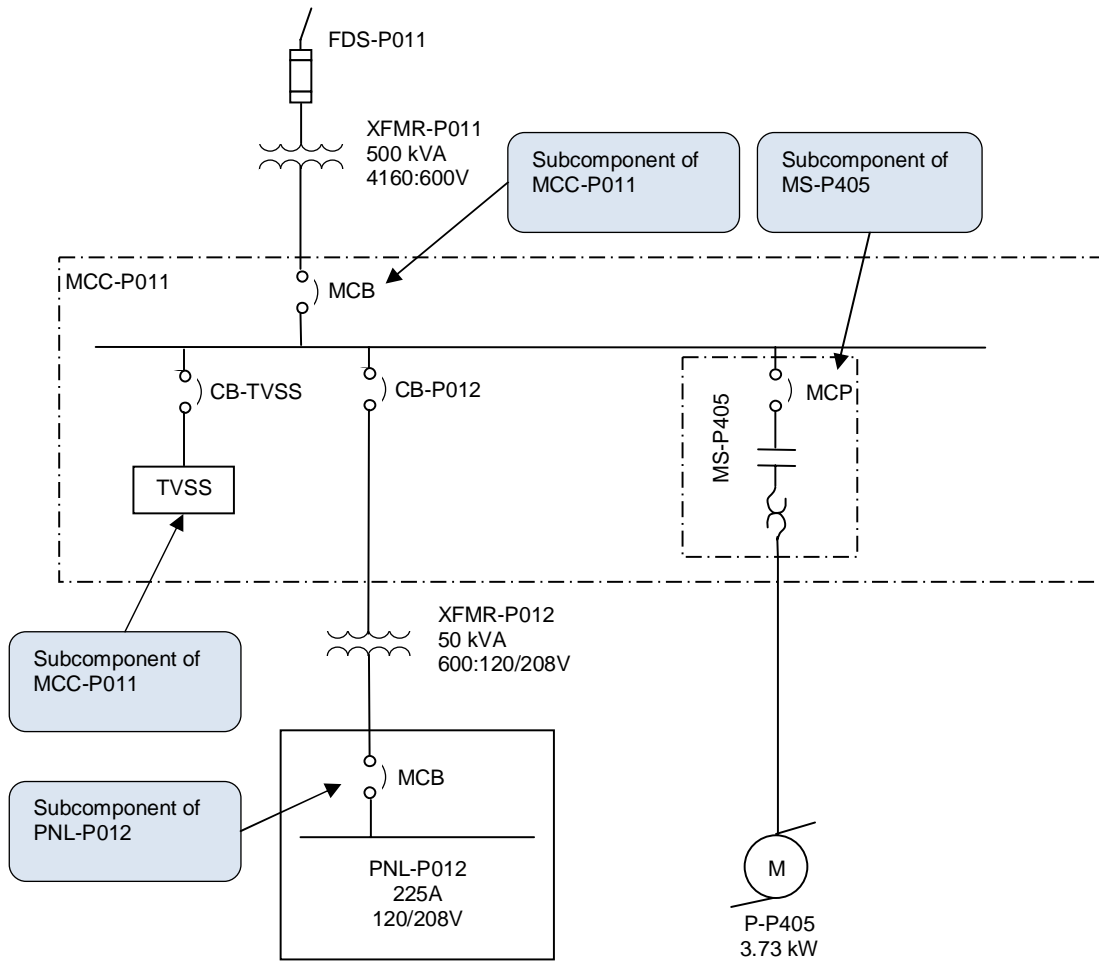 FDS-P011
XFMR-P011
500 kVA
4160:600V
Subcomponent of
MCC-P011
Subcomponent of
MS-P405
MCC-P011
MCB
CB-TVSS
CB-P012
MS-P405
MCP
TVSS
XFMR-P012
50 kVA
600:120/208V
Subcomponent of
MCC-P011
MCB
Subcomponent of
PNL-P012
PNL-P012
225A
120/208V
M
P-P405
3.73 kW